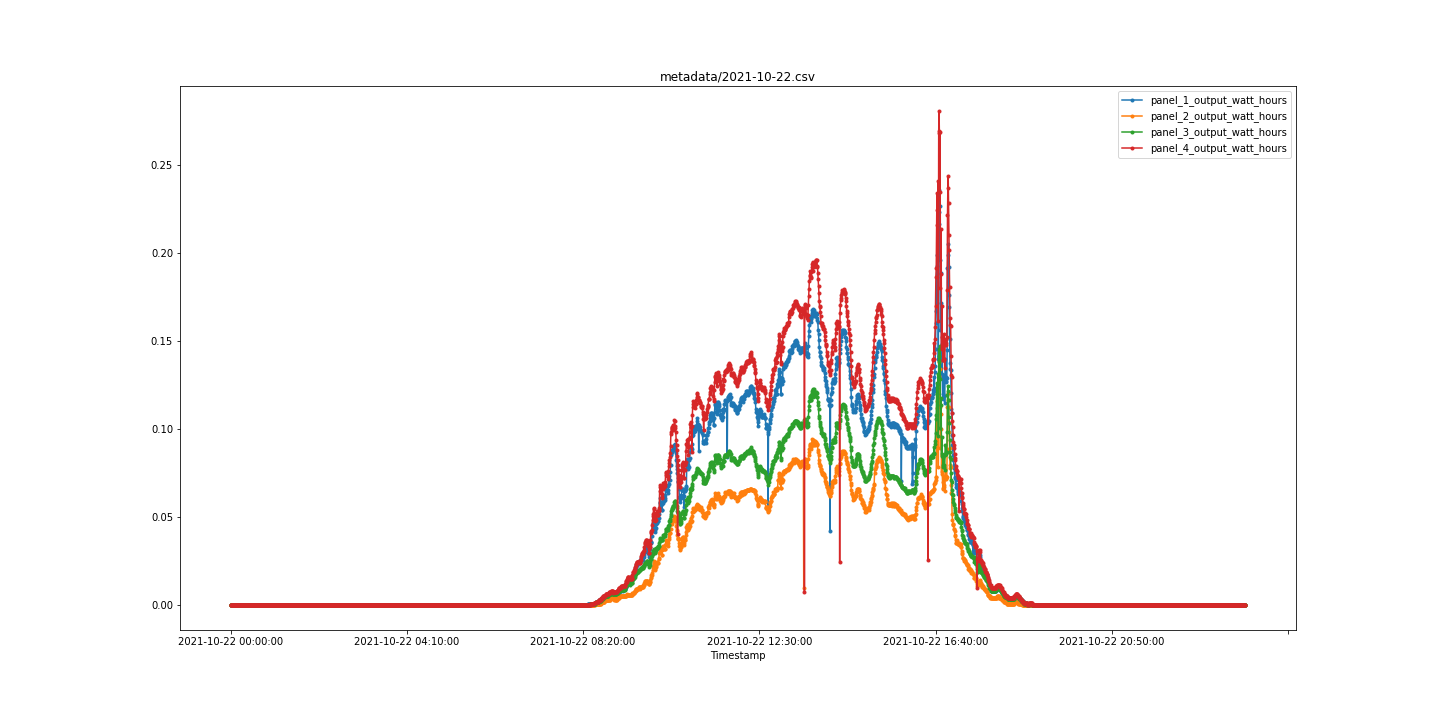 metadata/2021-10-22.csv
panel_1_output_watt_hours
panel_2_output_watt_hours
panel_3_output_watt_hours
panel_4_output_watt_hours
0.25
0.20
0.15
0.10
0.05
0.00
2021-10-22 00:00:00 2021-10-22 04:10:00 2021-10-22 08:20:00 2021-10-22 12:30:00 2021-10-22 16:40:00 2021-10-22 20:50:00
Timestamp